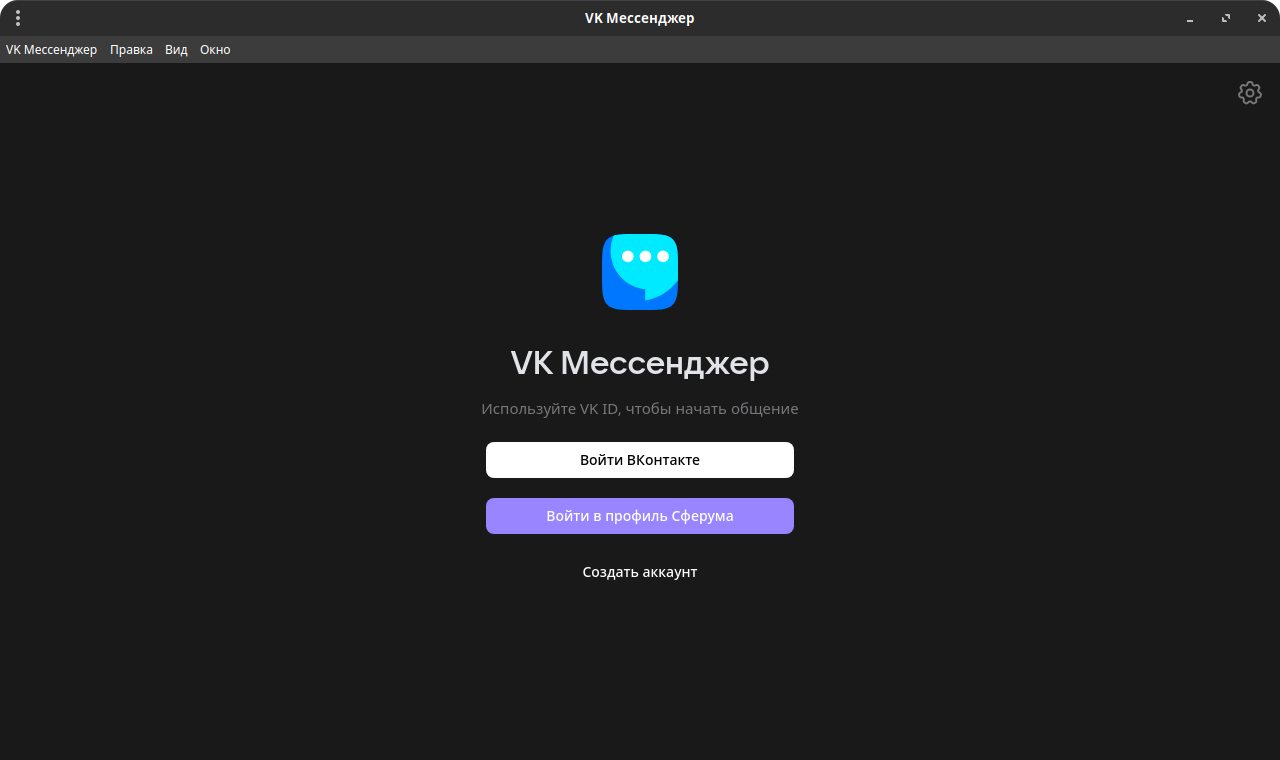 VK Мессенджер
VK Мессенджер Правка Вид Окно
VK Мессенджер
Используйте VK ID, чтобы начать общение
Войти ВКонтакте
Войти в профиль Сферума
Создать аккаунт